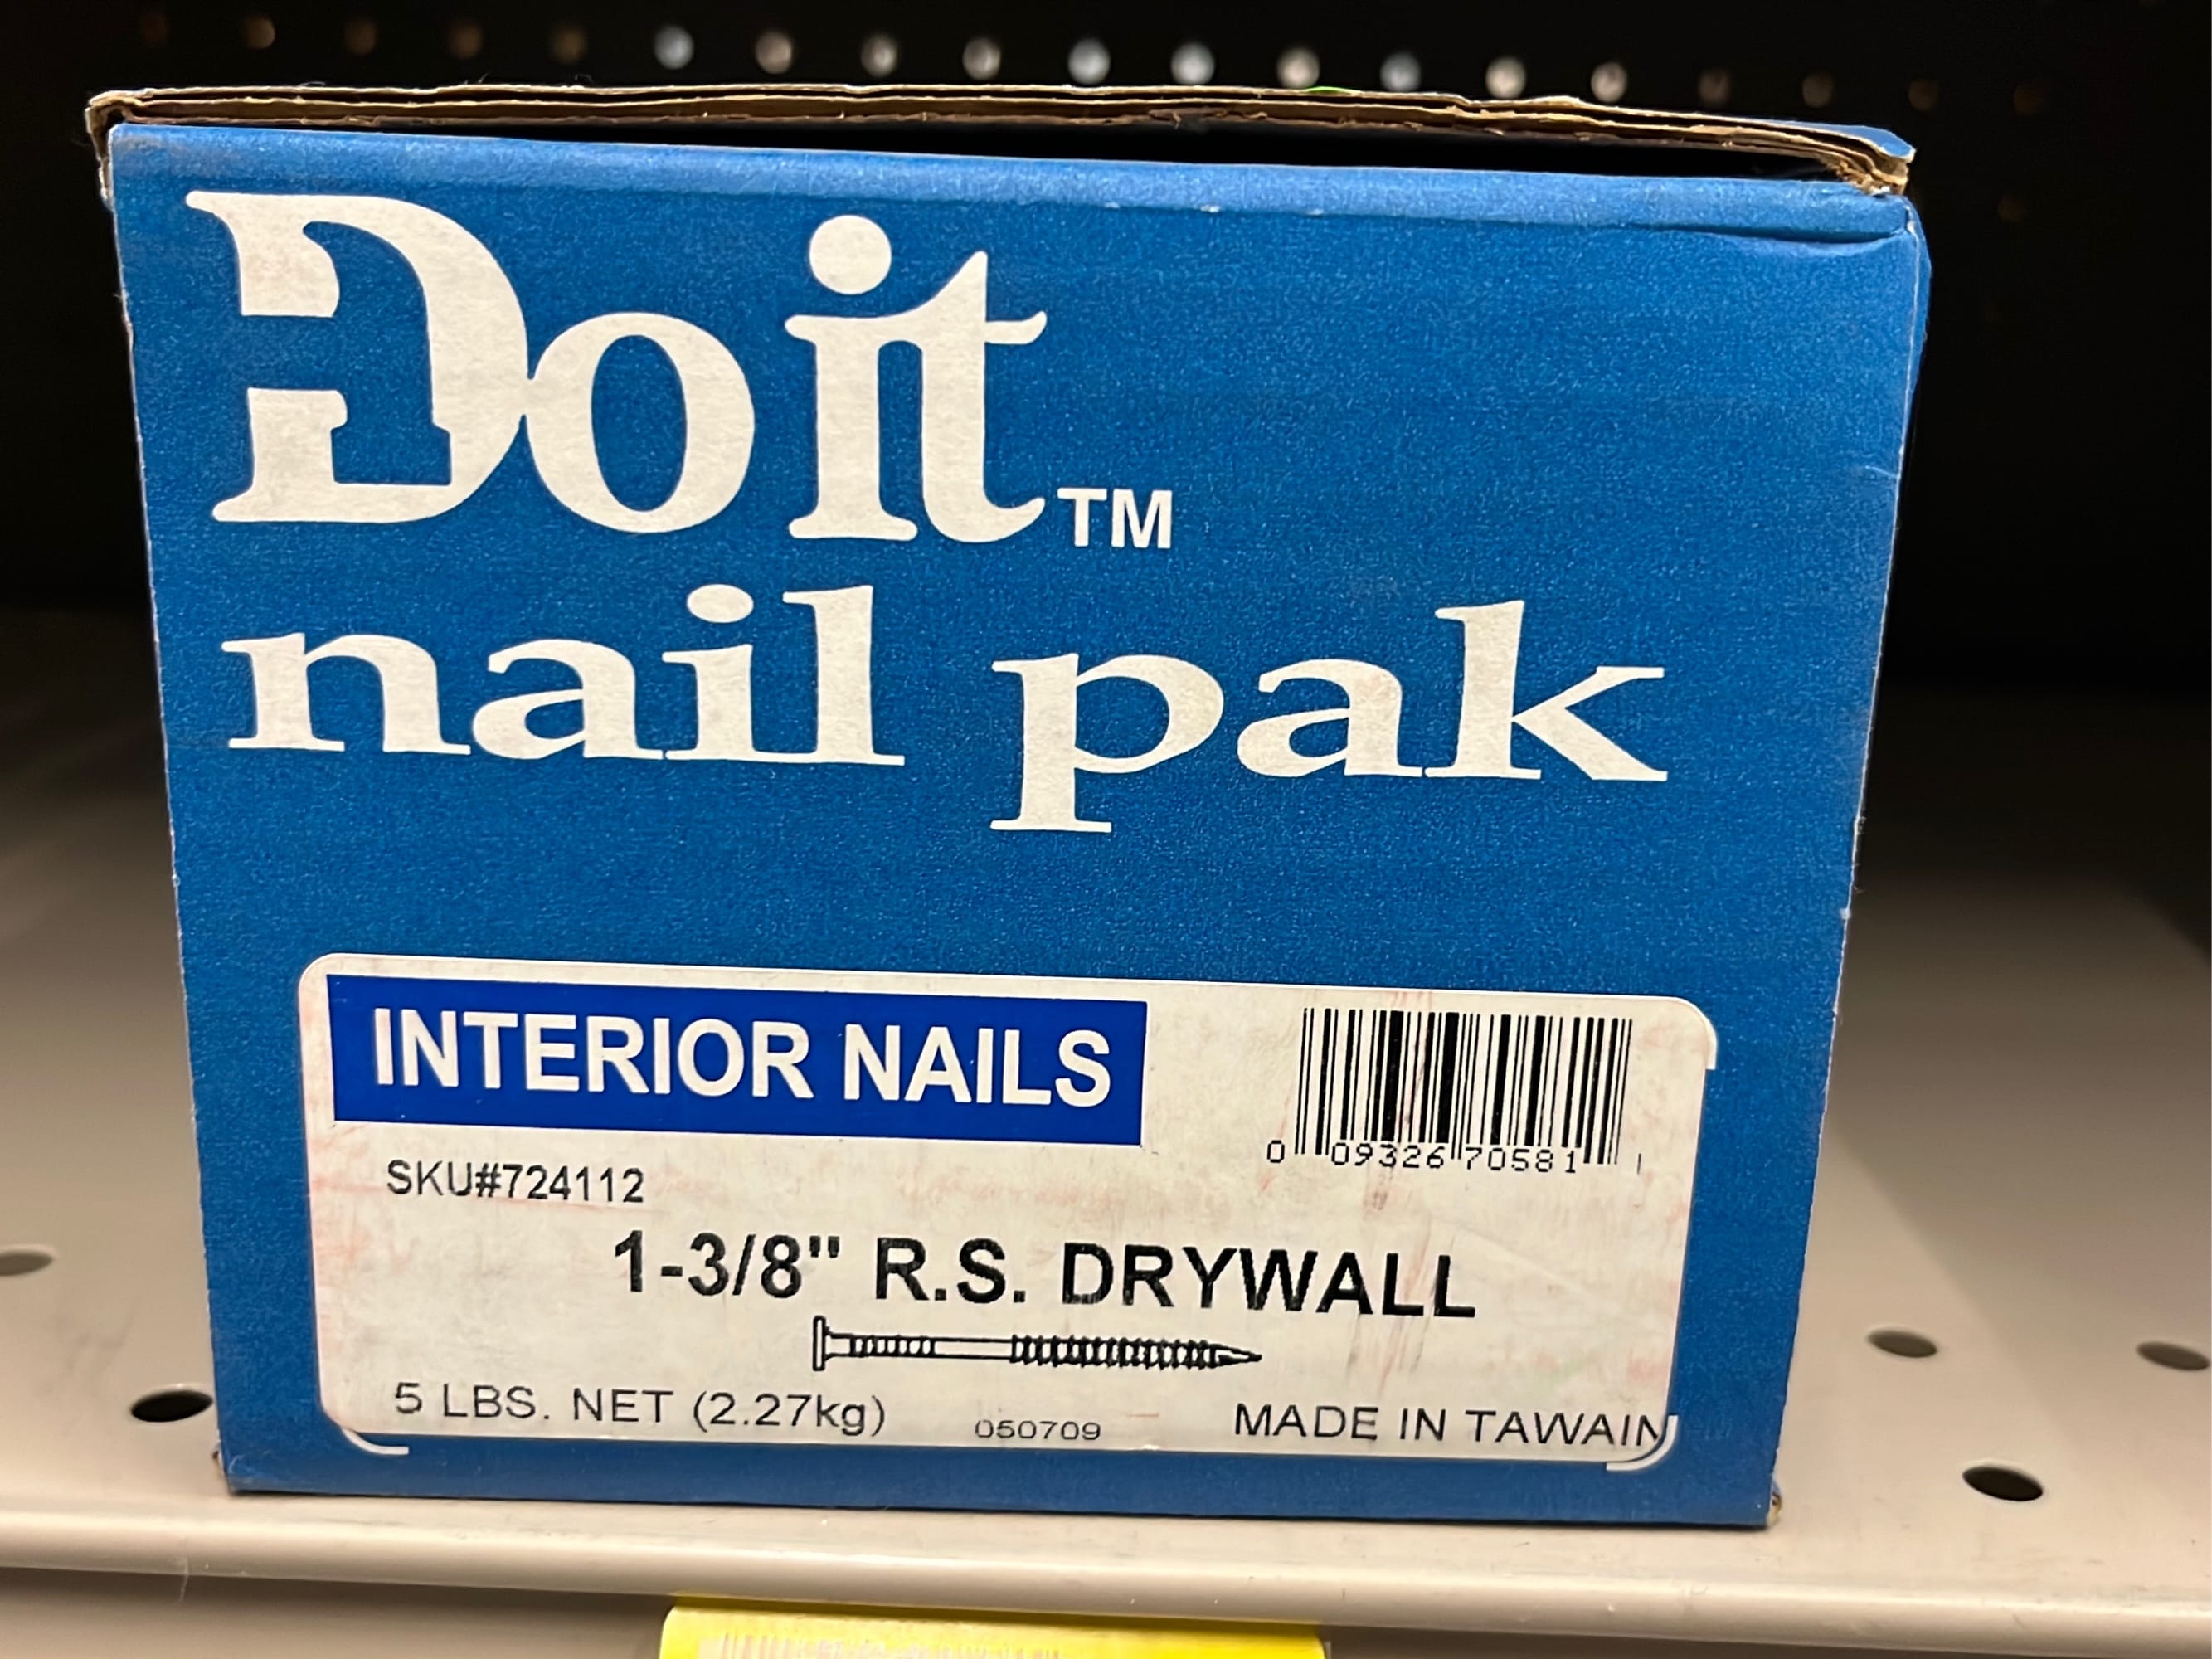 Do it™
nail pak
INTERIOR NAILS
0 09326 70581 1
SKU#724112
1-3/8" R.S. DRYWALL
5 LBS. NET (2.27kg)
050709
MADE IN TAWAIN